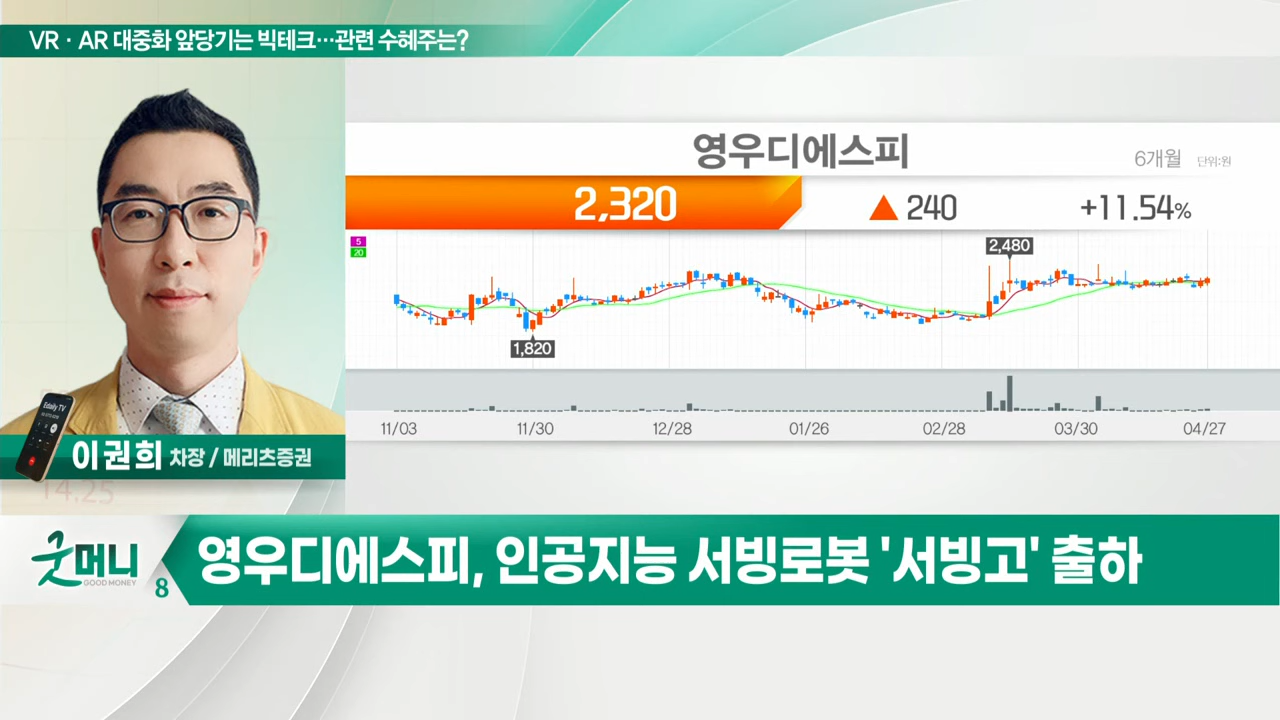 VR · AR 대중화 앞당기는 빅테크…관련 수혜주는?
영우디에스피
6개월 단위:원
2,320
▲ 240
+11.54%
5
20
2,480
1,820
11/03 11/30 12/28 01/26 02/28 03/30 04/27
Edaily TV
이권희 차장 / 메리츠증권
14.25
굿머니
GOOD MONEY
8
영우디에스피, 인공지능 서빙로봇 '서빙고' 출하